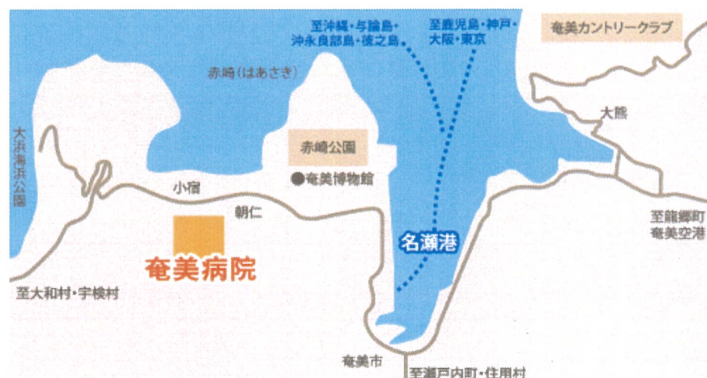 至沖縄・与論島・
沖永良部島・徳之島
至鹿児島・神戸・
大阪・東京
奄美カントリークラブ
赤崎(はあさき)
大熊
大浜海浜公園
赤崎公園
●奄美博物館
小宿
朝仁
至龍郷町
奄美空港
名瀬港
奄美病院
至大和村・宇検村
奄美市
至瀬戸内町・住用村